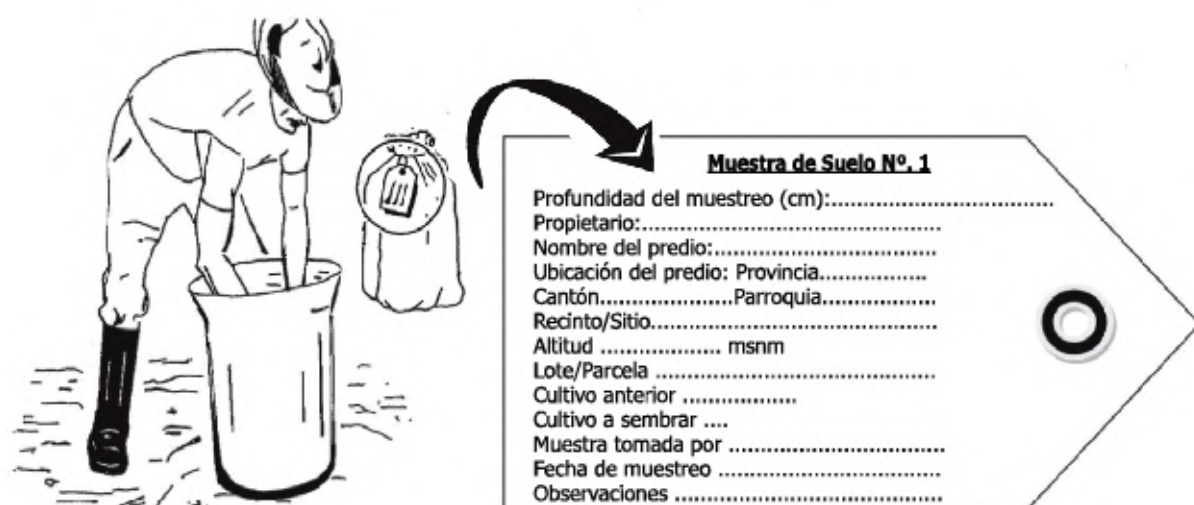 Muestra de Suelo Nº. 1
Profundidad del muestreo (cm):....................................
Propietario:.................................................
Nombre del predio:.....................................
Ubicación del predio: Provincia..................
Cantón......................Parroquia...................
Recinto/Sitio...............................................
Altitud .................... msnm
Lote/Parcela ..............................................
Cultivo anterior ...................
Cultivo a sembrar ....
Muestra tomada por ...................................
Fecha de muestreo .....................................
Observaciones ............................................